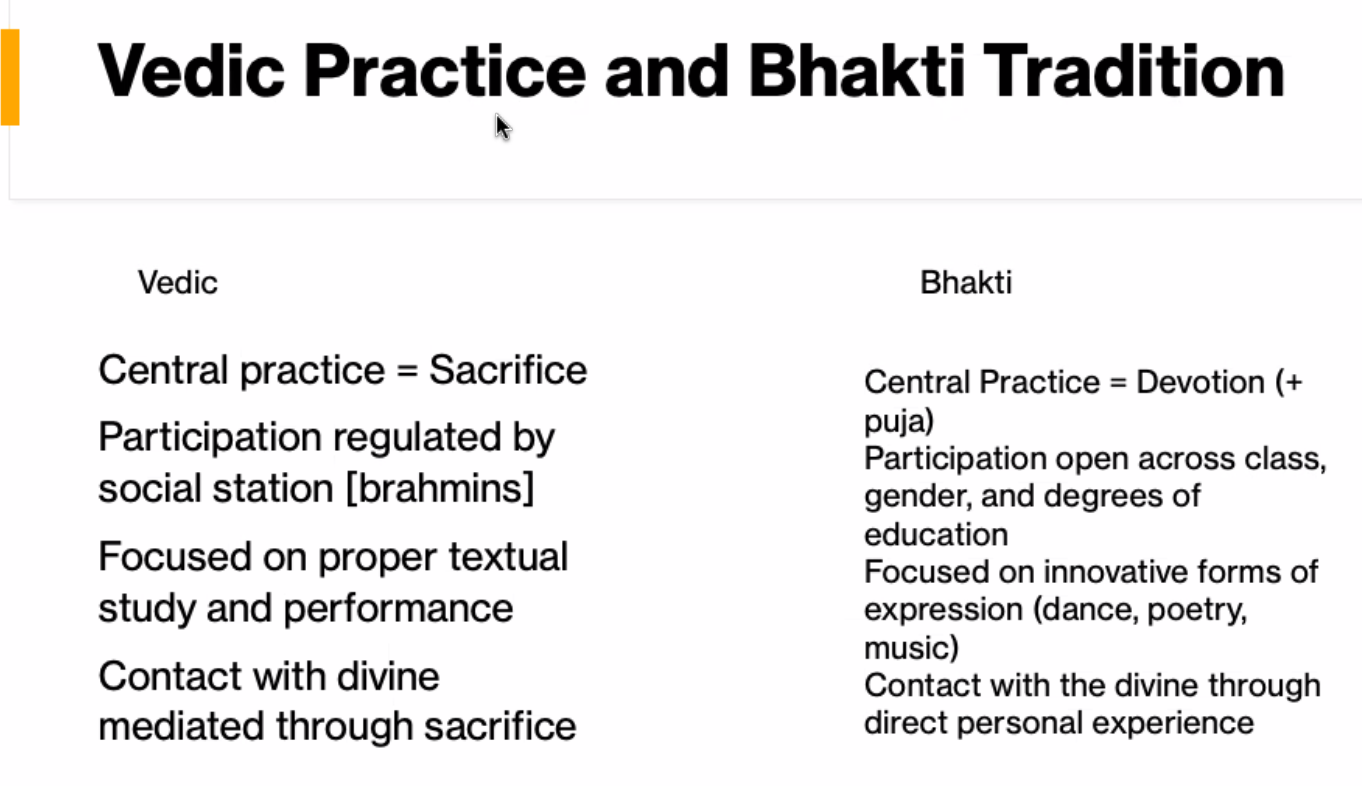 Vedic Practice and Bhakti Tradition
Vedic
Central practice = Sacrifice
Participation regulated by
social station [brahmins]
Focused on proper textual
study and performance
Contact with divine
mediated through sacrifice
Bhakti
Central Practice = Devotion (+
puja)
Participation open across class,
gender, and degrees of
education
Focused on innovative forms of
expression (dance, poetry,
music)
Contact with the divine through
direct personal experience